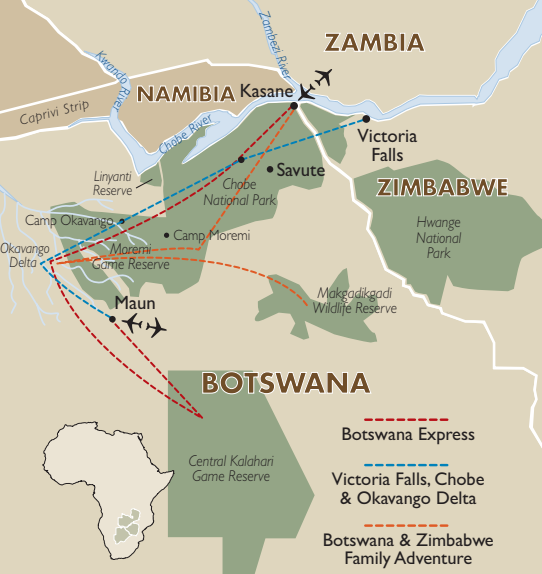 Zambezi River
ZAMBIA
Kwando River
NAMIBIA
Kasane
Caprivi Strip
Chobe River
Victoria
Falls
Linyanti
Reserve
Savute
Chobe
National Park
ZIMBABWE
Camp Okavango
Camp Moremi
Hwange
National
Park
Okavango
Delta
Moremi
Game Reserve
Makgadikgadi
Wildlife Reserve
Maun
BOTSWANA
Botswana Express
Central Kalahari
Game Reserve
Victoria Falls, Chobe
& Okavango Delta
Botswana & Zimbabwe
Family Adventure